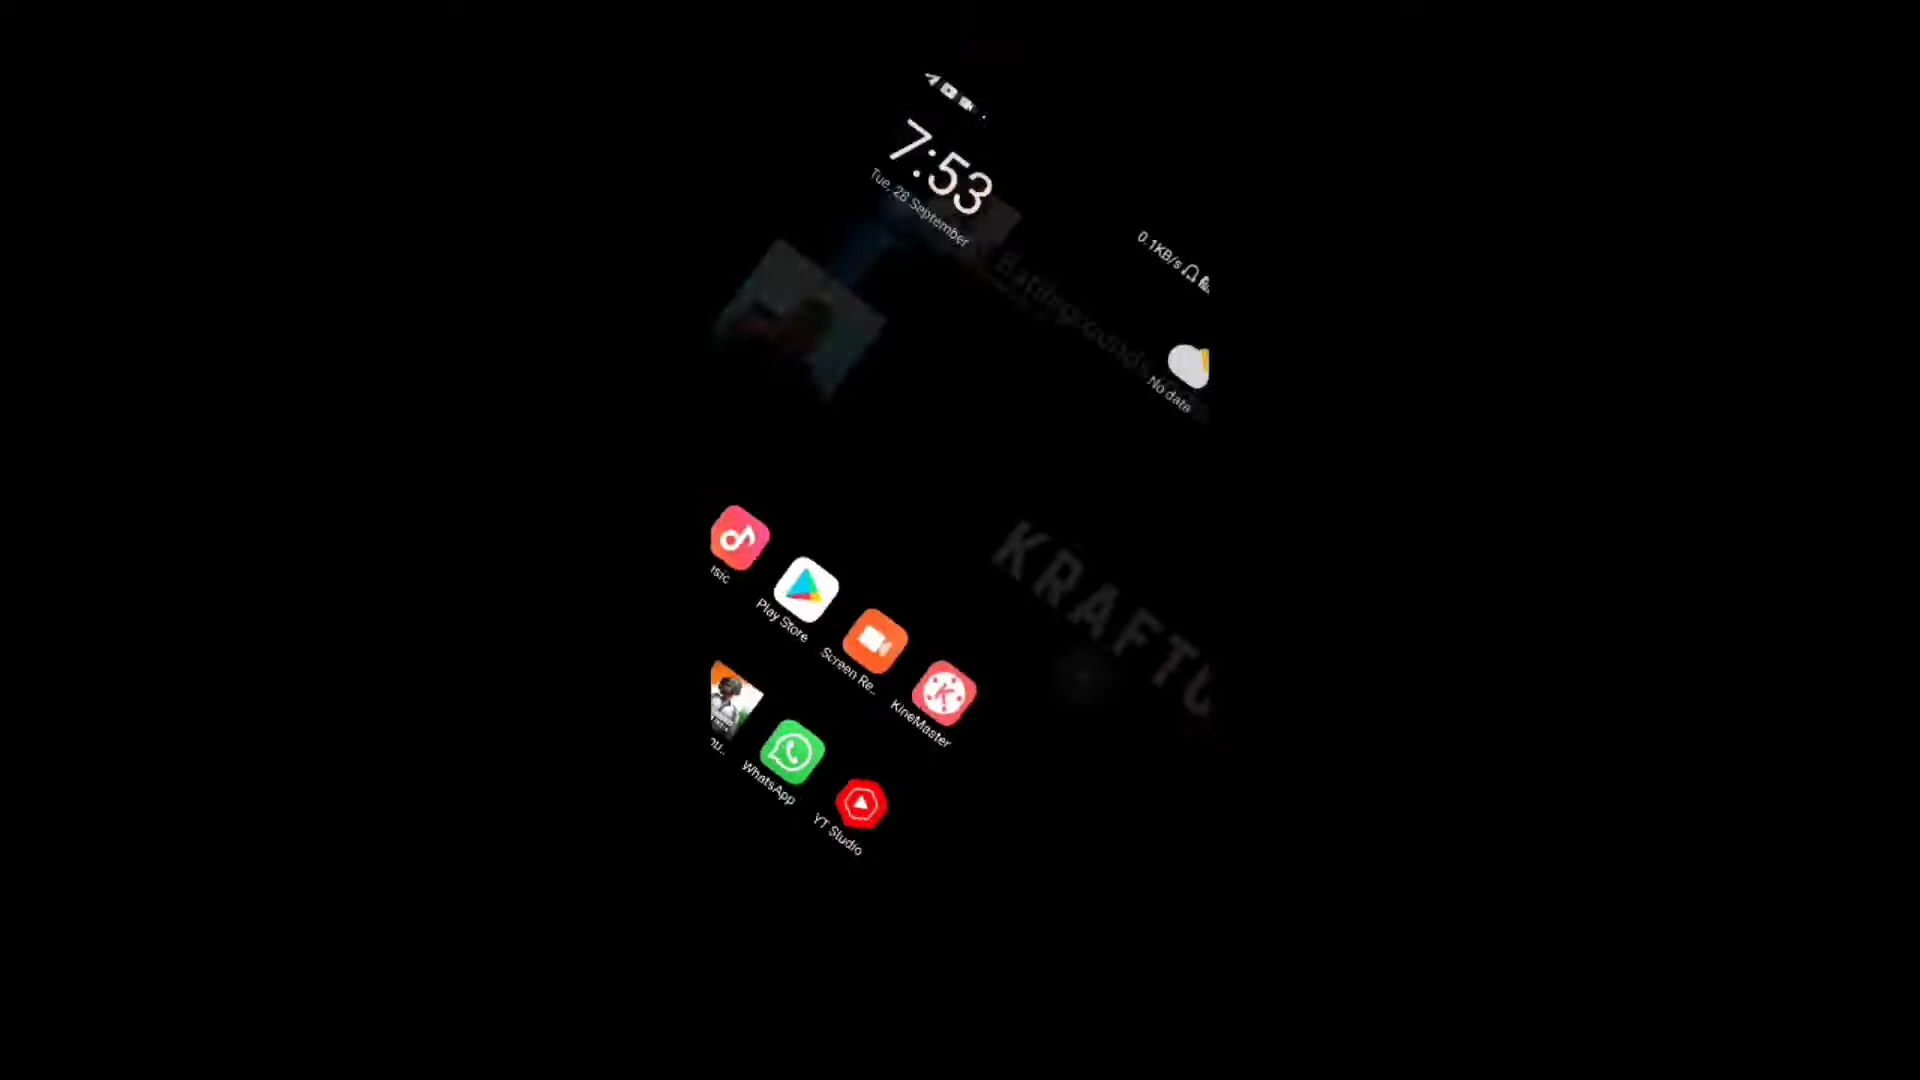 7:53
Tue, 28 September
0.1KB/s
No data
Battlegrounds
KRAFTO
usic
Play Store
Screen Re...
KineMaster
WhatsApp
YT Studio